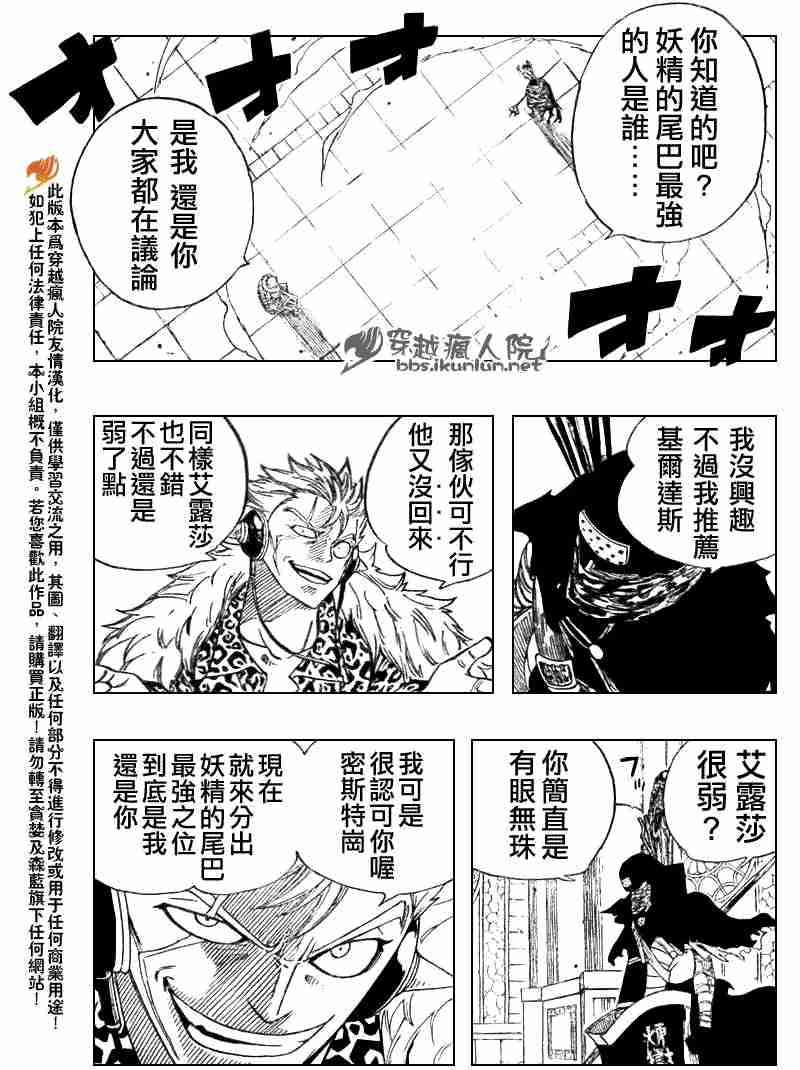 你知道的吧?
妖精的尾巴最強
的人是誰……
是我 還是你
大家都在議論
オオオオオ
穿越瘋人院
bbs.ikunlun.net
我沒興趣
不過我推薦
基爾達斯
那傢伙可不行
他又沒回來
同樣艾露莎
也不錯
不過還是
弱了點
艾露莎
很弱?
你簡直是
有眼無珠
我可是
很認可你喔
密斯特崗
現在
就來分出
妖精的尾巴
最強之位
到底是我
還是你
此版本爲穿越瘋人院友情漢化,僅供學習交流之用,其圖、翻譯以及任何部分不得進行修改或用于任何商業用途!
如犯上任何法律責任,本小組概不負責。若您喜歡此作品,請購買正版!請勿轉至貪婪及森藍旗下任何網站!